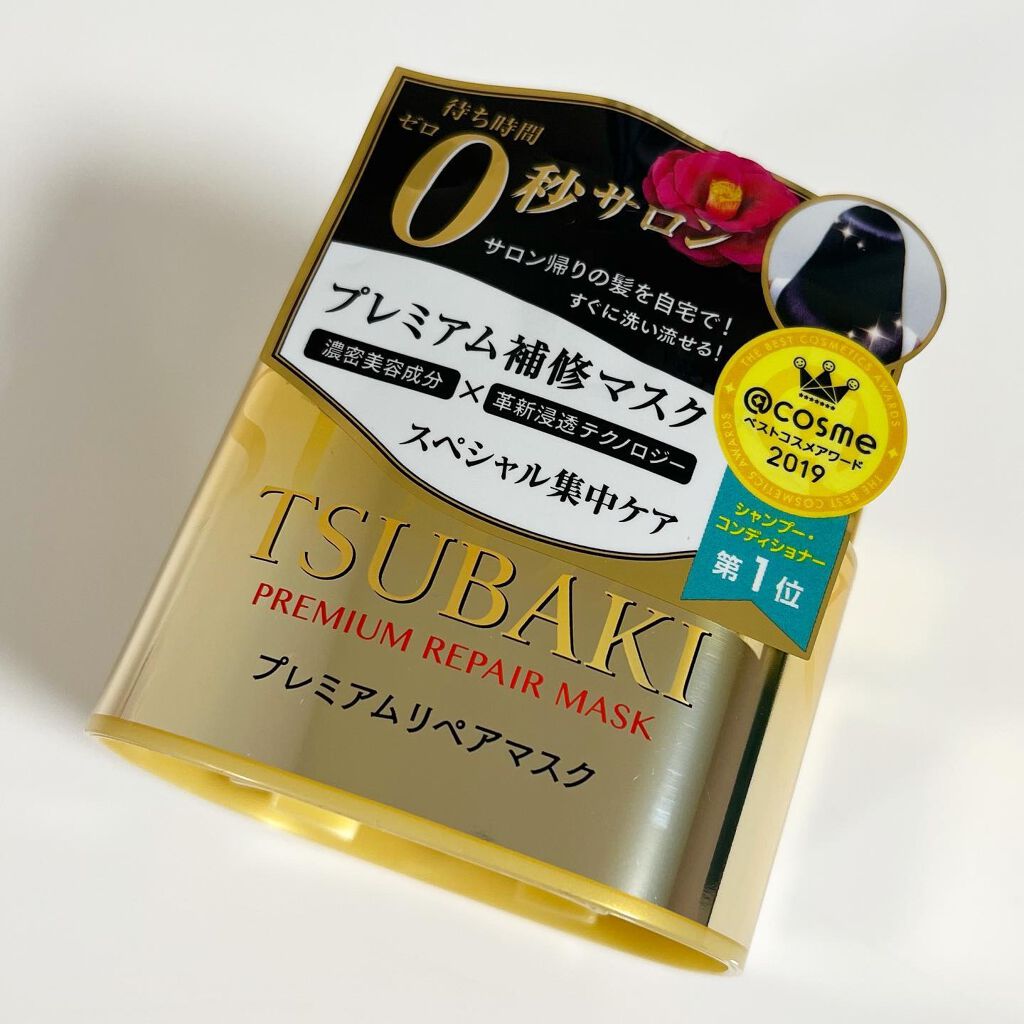 待ち時間
ゼロ
0秒サロン
サロン帰りの髪を自宅で!
すぐに洗い流せる!
プレミアム補修マスク
濃密美容成分×革新浸透テクノロジー
スペシャル集中ケア
THE BEST COSMETICS AWARDS
@cosme
ベストコスメアワード
2019
THE BEST COSMETICS AWARDS
シャンプー・
コンディショナー
第1位
TSUBAKI
PREMIUM REPAIR MASK
プレミアムリペアマスク